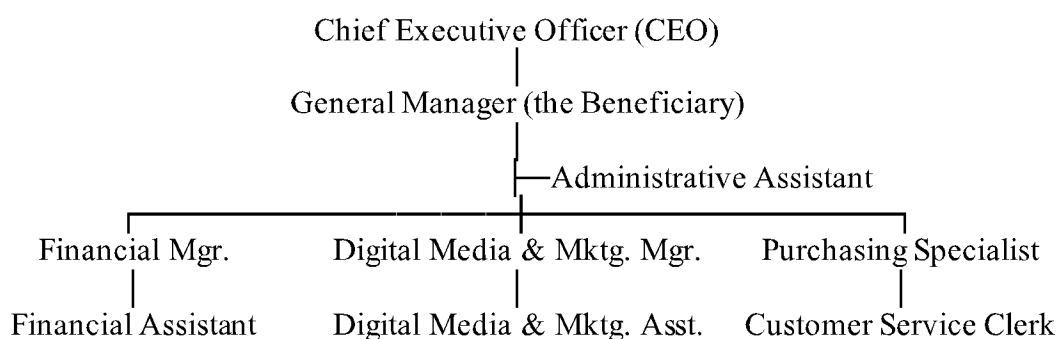 Chief Executive Officer (CEO)
General Manager (the Beneficiary)
Administrative Assistant
Financial Mgr. Digital Media & Mktg. Mgr. Purchasing Specialist
Financial Assistant Digital Media & Mktg. Asst. Customer Service Clerk